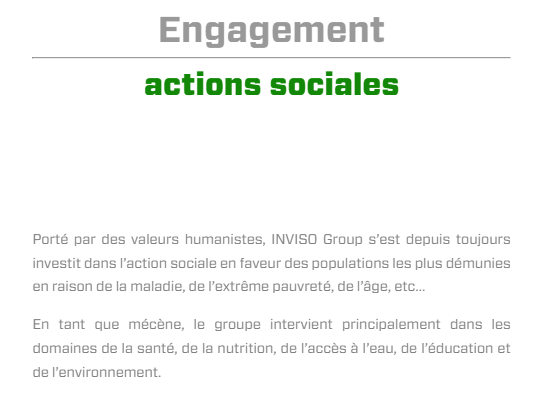 Engagement
actions sociales
Porté par des valeurs humanistes, INVISO Group s'est depuis toujours
investit dans l'action sociale en faveur des populations les plus démunies
en raison de la maladie, de l'extrême pauvreté, de l'âge, etc...
En tant que mécène, le groupe intervient principalement dans les
domaines de la santé, de la nutrition, de l'accès à l'eau, de l'éducation et
de l'environnement.